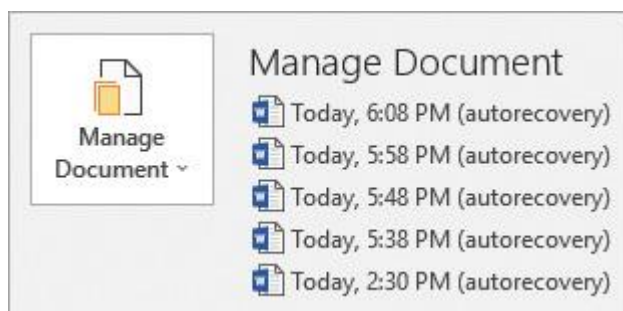 Manage Document
Manage
Document
Today, 6:08 PM (autorecovery)
Today, 5:58 PM (autorecovery)
Today, 5:48 PM (autorecovery)
Today, 5:38 PM (autorecovery)
Today, 2:30 PM (autorecovery)